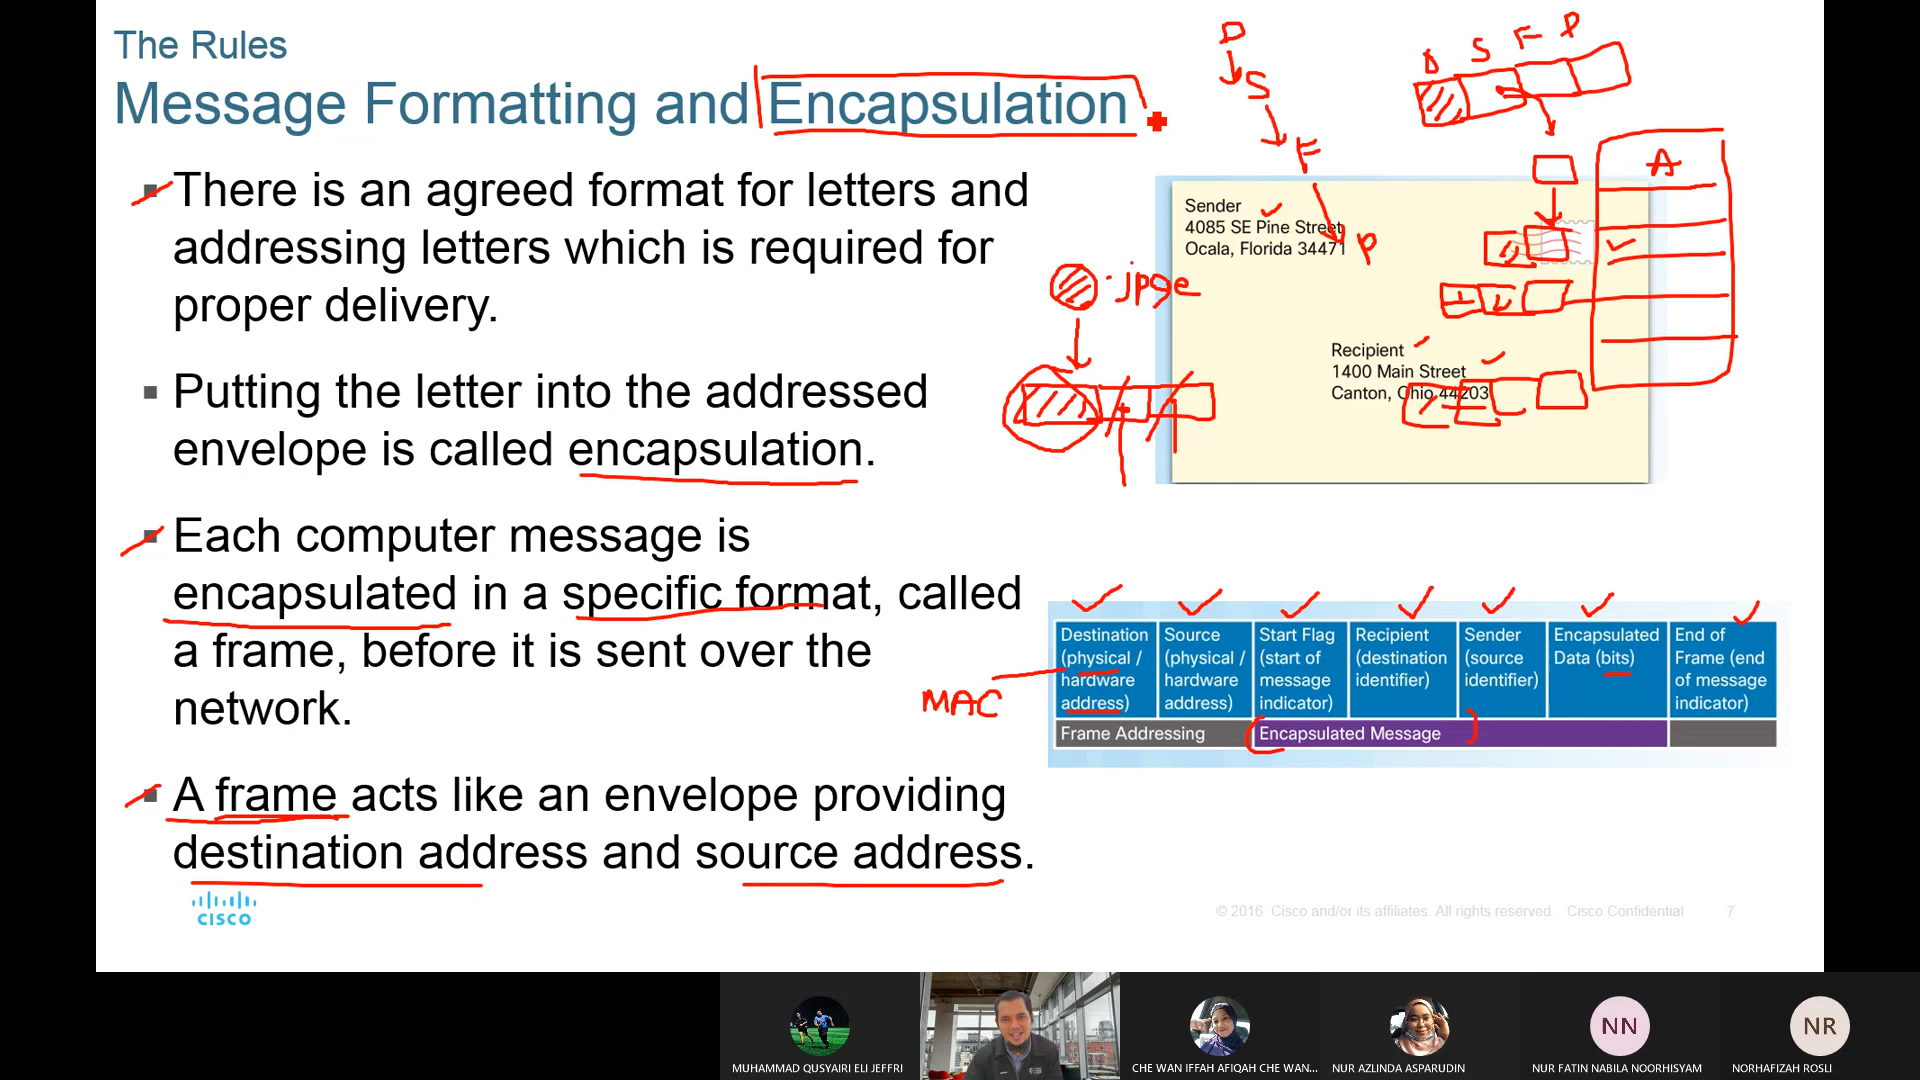 The Rules
Message Formatting and Encapsulation
There is an agreed format for letters and
addressing letters which is required for
proper delivery.
Putting the letter into the addressed
envelope is called encapsulation.
Each computer message is
encapsulated in a specific format, called
a frame, before it is sent over the
network.
A frame acts like an envelope providing
destination address and source address.
D
S
F
P
D S F P
A
Sender
4085 SE Pine Street
Ocala, Florida 34471
.jpge
Recipient
1400 Main Street
Canton, Ohio 44203
MAC
Destination
(physical /
hardware
address)
Source
(physical /
hardware
address)
Start Flag
(start of
message
indicator)
Recipient
(destination
identifier)
Sender
(source
identifier)
Encapsulated
Data (bits)
End of
Frame (end
of message
indicator)
Frame Addressing
Encapsulated Message
CISCO
© 2016 Cisco and/or its affiliates. All rights reserved. Cisco Confidential 7
MUHAMMAD QUSYAIRI ELI JEFFRI
CHE WAN IFFAH AFIQAH CHE WAN...
NUR AZLINDA ASPARUDIN
NN
NUR FATIN NABILA NOORHISYAM
NR
NORHAFIZAH ROSLI